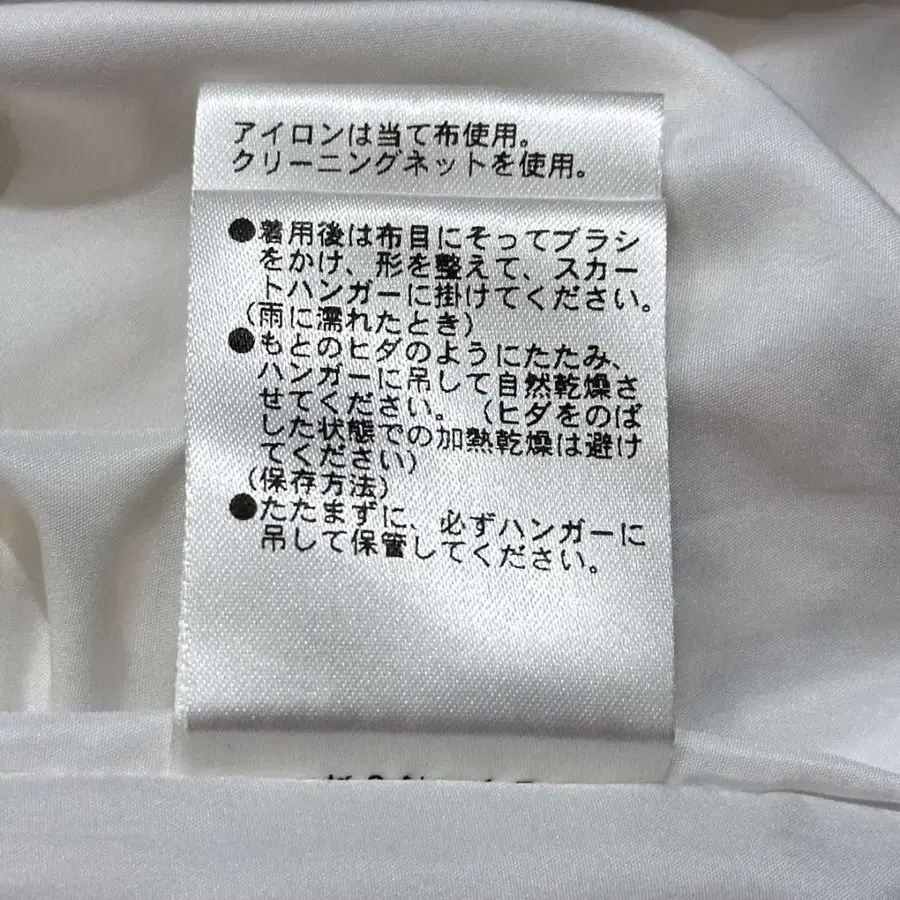 アイロンは当て布使用。
クリーニングネットを使用。
●着用後は布目にそってブラシ
をかけ、形を整えて、スカー
トハンガーに掛けてください。
(雨に濡れたとき)
●もとのヒダのようにたたみ、
ハンガーに吊して自然乾燥さ
せてください。(ヒダをのば
した状態での加熱乾燥は避け
てください)
(保存方法)
●たたまずに、必ずハンガーに
吊して保管してください。